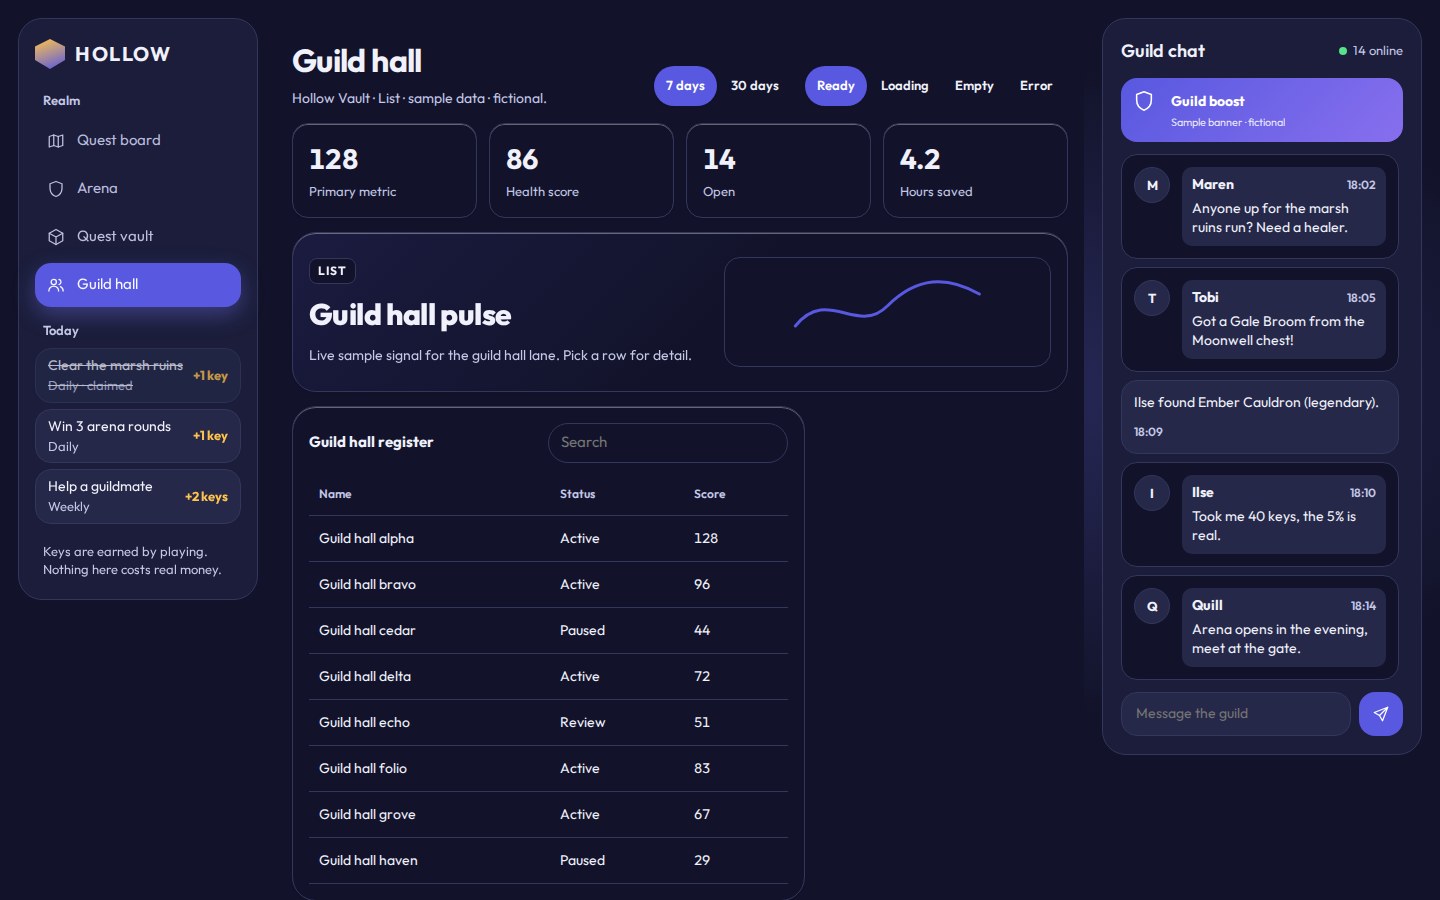 HOLLOW
Realm
Quest board
Arena
Quest vault
Guild hall
Today
Clear the marsh ruins
Daily · claimed
+1 key
Win 3 arena rounds
Daily
+1 key
Help a guildmate
Weekly
+2 keys
Keys are earned by playing.
Nothing here costs real money.
Guild hall
Hollow Vault · List · sample data · fictional.
7 days
30 days
Ready
Loading
Empty
Error
128
Primary metric
86
Health score
14
Open
4.2
Hours saved
LIST
Guild hall pulse
Live sample signal for the guild hall lane. Pick a row for detail.
Guild hall register
Search
Name Status Score
Guild hall alpha Active 128
Guild hall bravo Active 96
Guild hall cedar Paused 44
Guild hall delta Active 72
Guild hall echo Review 51
Guild hall folio Active 83
Guild hall grove Active 67
Guild hall haven Paused 29
Guild chat
14 online
Guild boost
Sample banner · fictional
M
Maren 18:02
Anyone up for the marsh
ruins run? Need a healer.
T
Tobi 18:05
Got a Gale Broom from the
Moonwell chest!
Ilse found Ember Cauldron (legendary).
18:09
I
Ilse 18:10
Took me 40 keys, the 5% is
real.
Q
Quill 18:14
Arena opens in the evening,
meet at the gate.
Message the guild